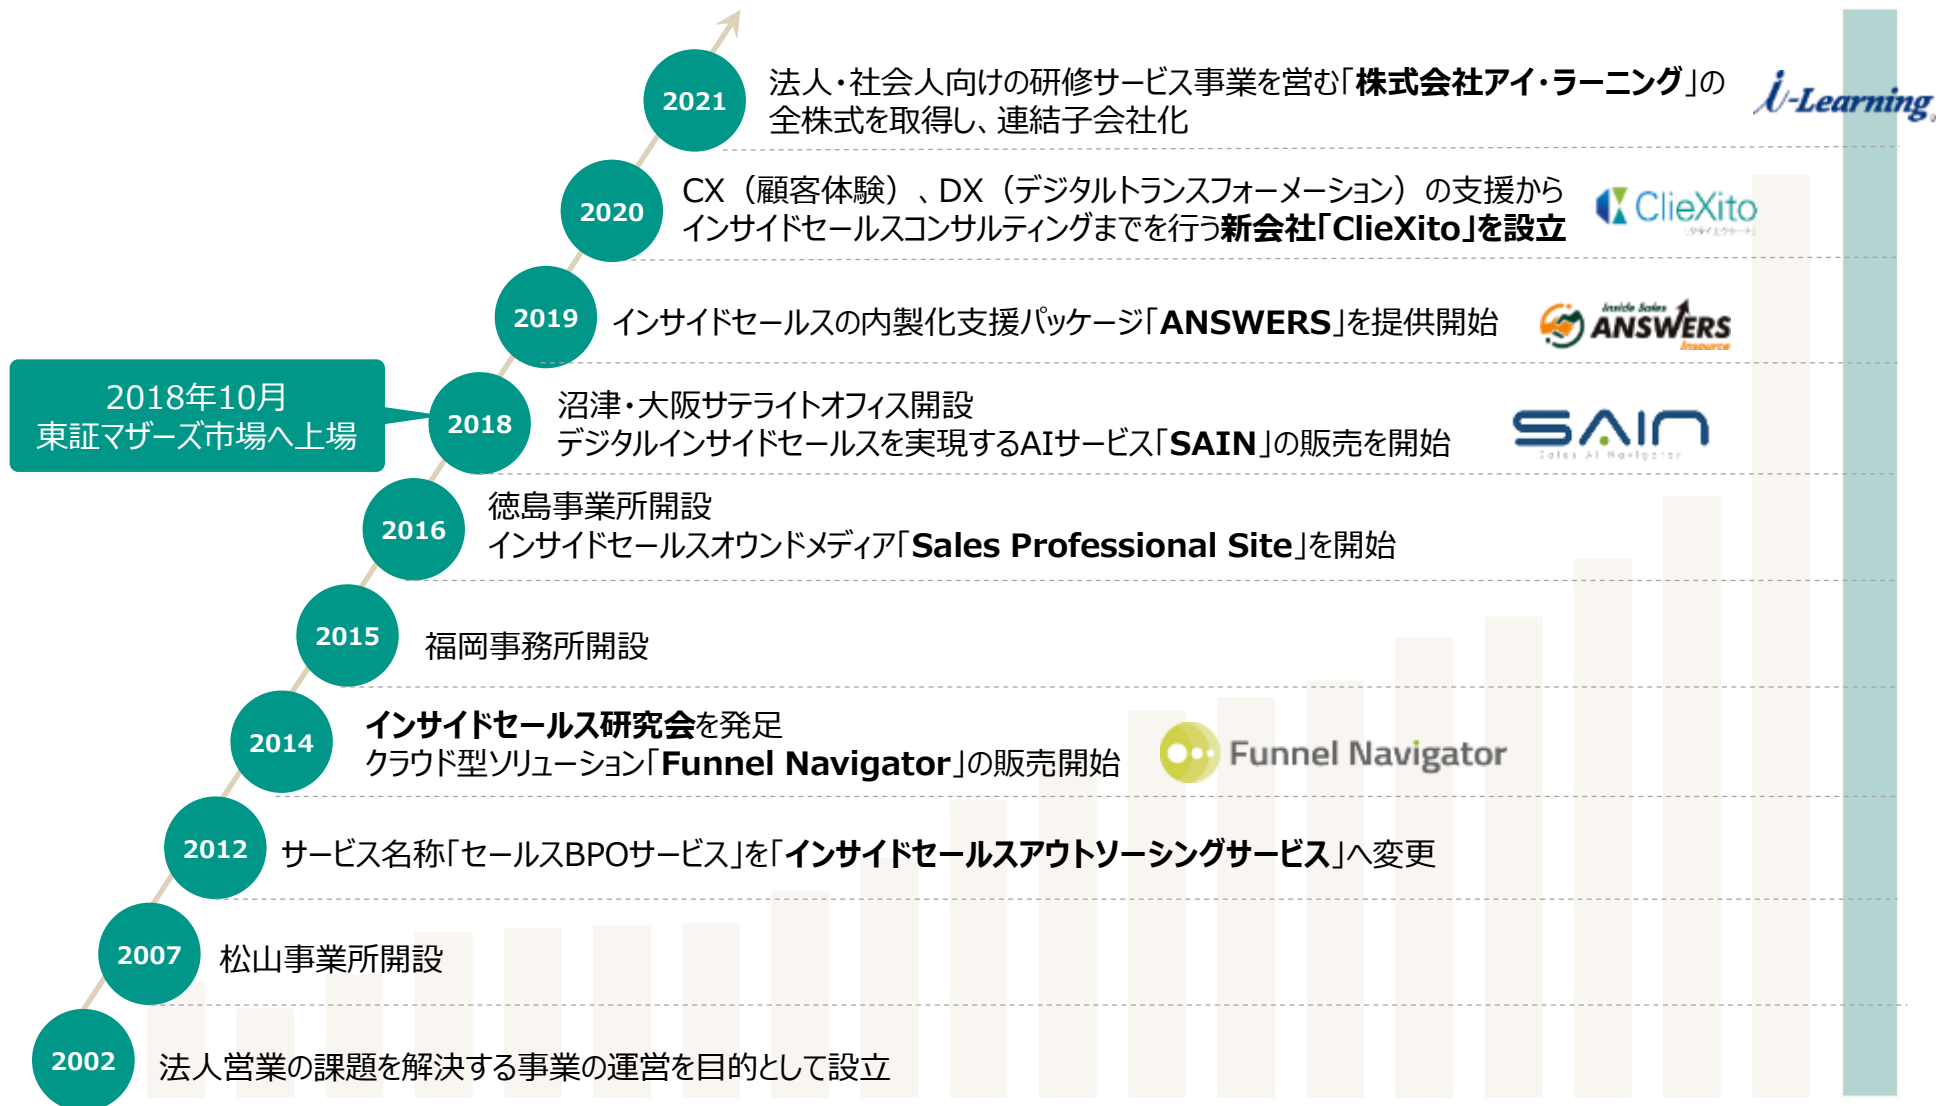 2021
法人・社会人向けの研修サービス事業を営む「株式会社アイ・ラーニング」の
全株式を取得し、連結子会社化
i-Learning
2020
CX（顧客体験）、DX（デジタルトランスフォーメーション）の支援から
インサイドセールスコンサルティングまでを行う新会社「ClieXito」を設立
ClieXito
（クライエクシート）
2019
インサイドセールスの内製化支援パッケージ「ANSWERS」を提供開始
Inside Sales
ANSWERS
Insource
2018年10月
東証マザーズ市場へ上場
2018
沼津・大阪サテライトオフィス開設
デジタルインサイドセールスを実現するAIサービス「SAIN」の販売を開始
SAIN
Sales AI Navigator
2016
徳島事業所開設
インサイドセールスオウンドメディア「Sales Professional Site」を開始
2015
福岡事務所開設
2014
インサイドセールス研究会を発足
クラウド型ソリューション「Funnel Navigator」の販売開始
Funnel Navigator
2012
サービス名称「セールスBPOサービス」を「インサイドセールスアウトソーシングサービス」へ変更
2007
松山事業所開設
2002
法人営業の課題を解決する事業の運営を目的として設立